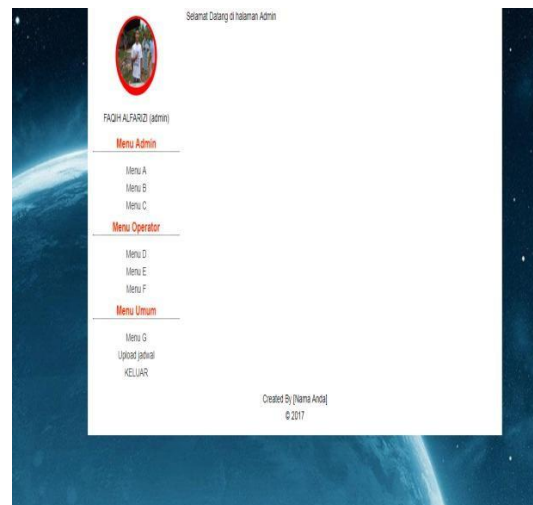 Selamat Datang di halaman Admin
FAQIH ALFARIZI (admin)
Menu Admin
Menu A
Menu B
Menu C
Menu Operator
Menu D
Menu E
Menu F
Menu Umum
Menu G
Upload jadwal
KELUAR
Created By [Nama Anda]
© 2017